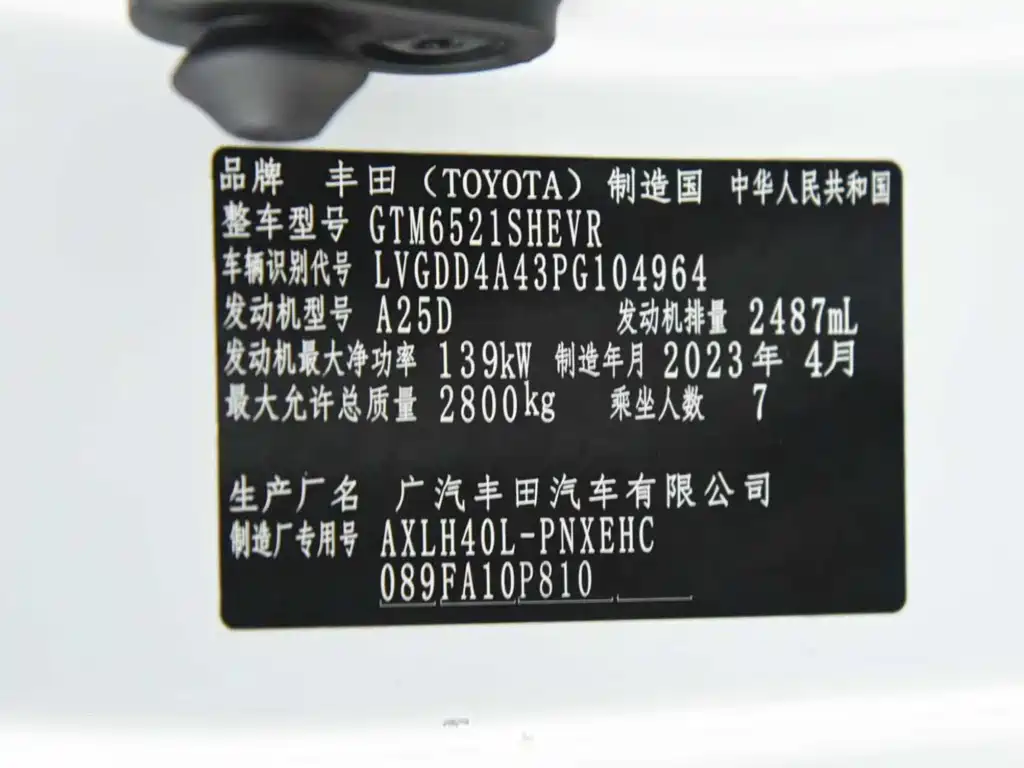 品牌 丰田（TOYOTA）制造国 中华人民共和国
整车型号 GTM6521SHEVR
车辆识别代号 LVGDD4A43PG104964
发动机型号 A25D 发动机排量 2487mL
发动机最大净功率 139kW 制造年月 2023年 4月
最大允许总质量 2800kg 乘坐人数 7
生产厂名 广汽丰田汽车有限公司
制造厂专用号 AXLH40L-PNXEHC
089FA10P810